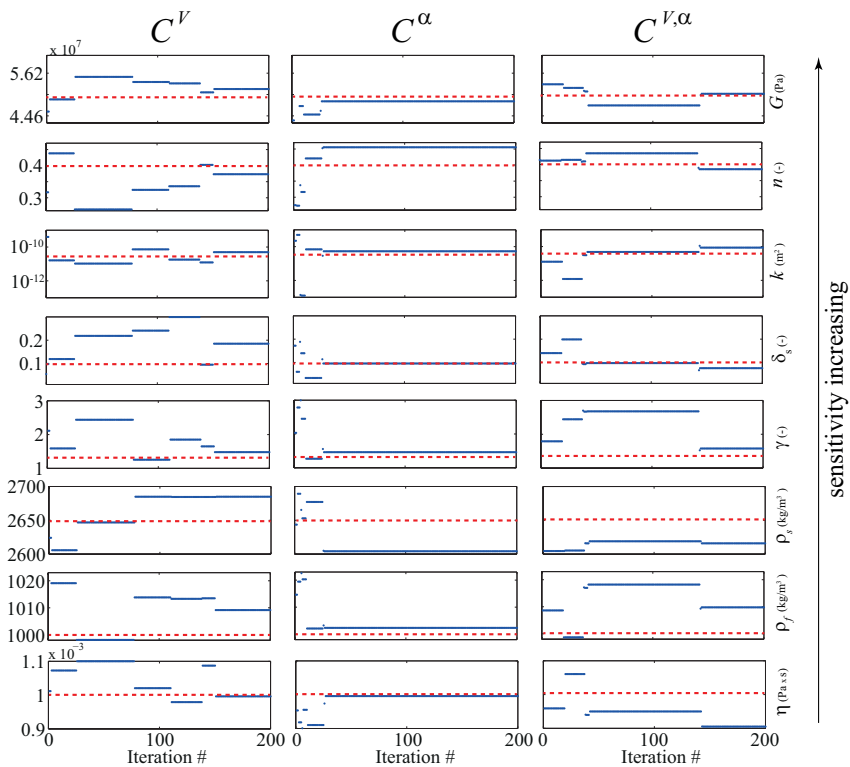 C^V C^α C^{V,α}
x 10^7
5.62
4.46
G (Pa)
0.4
0.3
n (-)
10^{-10}
10^{-12}
k (m²)
0.2
0.1
δ_s (-)
3
2
1
γ (-)
2700
2650
2600
ρ_s (kg/m³)
1020
1010
1000
ρ_f (kg/m³)
x 10^{-3}
1.1
1
0.9
η (Pa x s)
0 100 200 0 100 200 0 100 200
Iteration # Iteration # Iteration #
sensitivity increasing